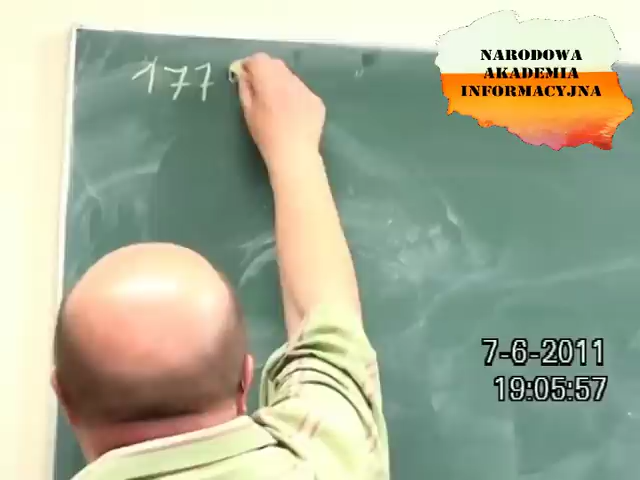 177
NARODOWA
AKADEMIA
INFORMACYJNA
7-6-2011
19:05:57